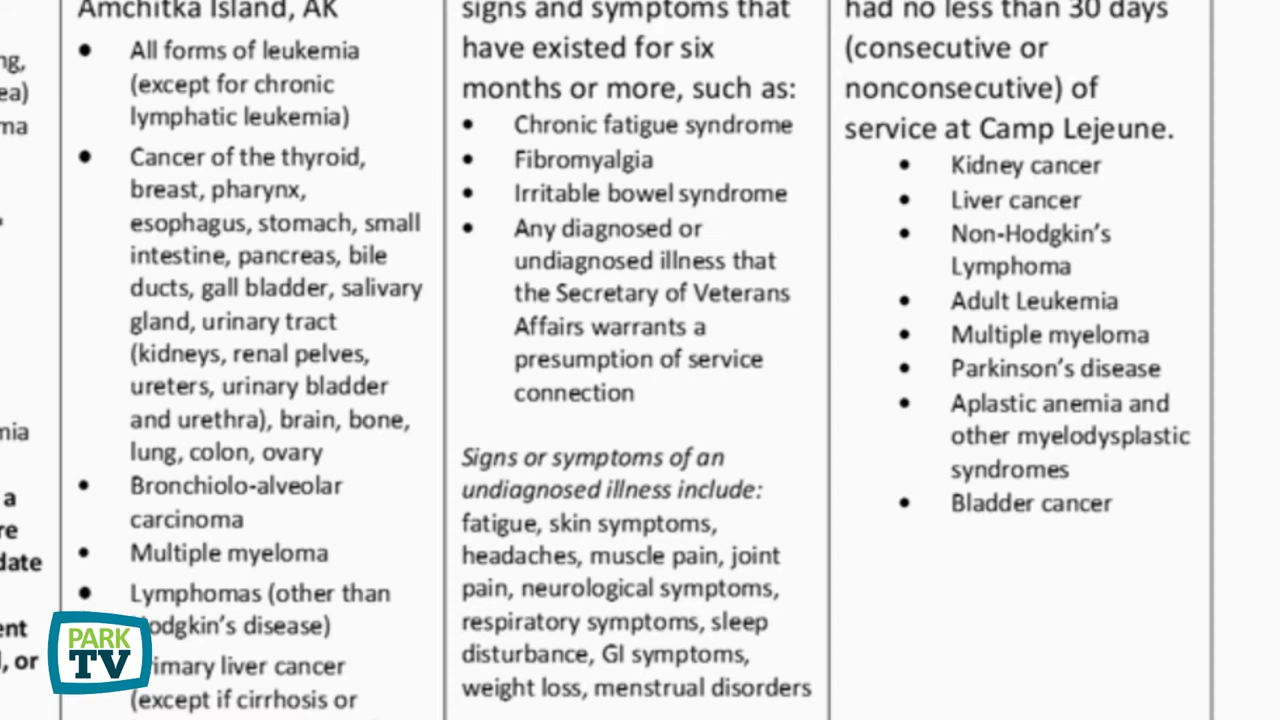 ng,
ea)
ma
mia
a
re
date
ent
, or
Amchitka Island, AK
● All forms of leukemia
(except for chronic
lymphatic leukemia)
● Cancer of the thyroid,
breast, pharynx,
esophagus, stomach, small
intestine, pancreas, bile
ducts, gall bladder, salivary
gland, urinary tract
(kidneys, renal pelves,
ureters, urinary bladder
and urethra), brain, bone,
lung, colon, ovary
● Bronchiolo-alveolar
carcinoma
● Multiple myeloma
● Lymphomas (other than
odgkin's disease)
rimary liver cancer
(except if cirrhosis or
signs and symptoms that
have existed for six
months or more, such as:
● Chronic fatigue syndrome
● Fibromyalgia
● Irritable bowel syndrome
● Any diagnosed or
undiagnosed illness that
the Secretary of Veterans
Affairs warrants a
presumption of service
connection
Signs or symptoms of an
undiagnosed illness include:
fatigue, skin symptoms,
headaches, muscle pain, joint
pain, neurological symptoms,
respiratory symptoms, sleep
disturbance, GI symptoms,
weight loss, menstrual disorders
had no less than 30 days
(consecutive or
nonconsecutive) of
service at Camp Lejeune.
● Kidney cancer
● Liver cancer
● Non-Hodgkin's
Lymphoma
● Adult Leukemia
● Multiple myeloma
● Parkinson's disease
● Aplastic anemia and
other myelodysplastic
syndromes
● Bladder cancer
PARK
TV